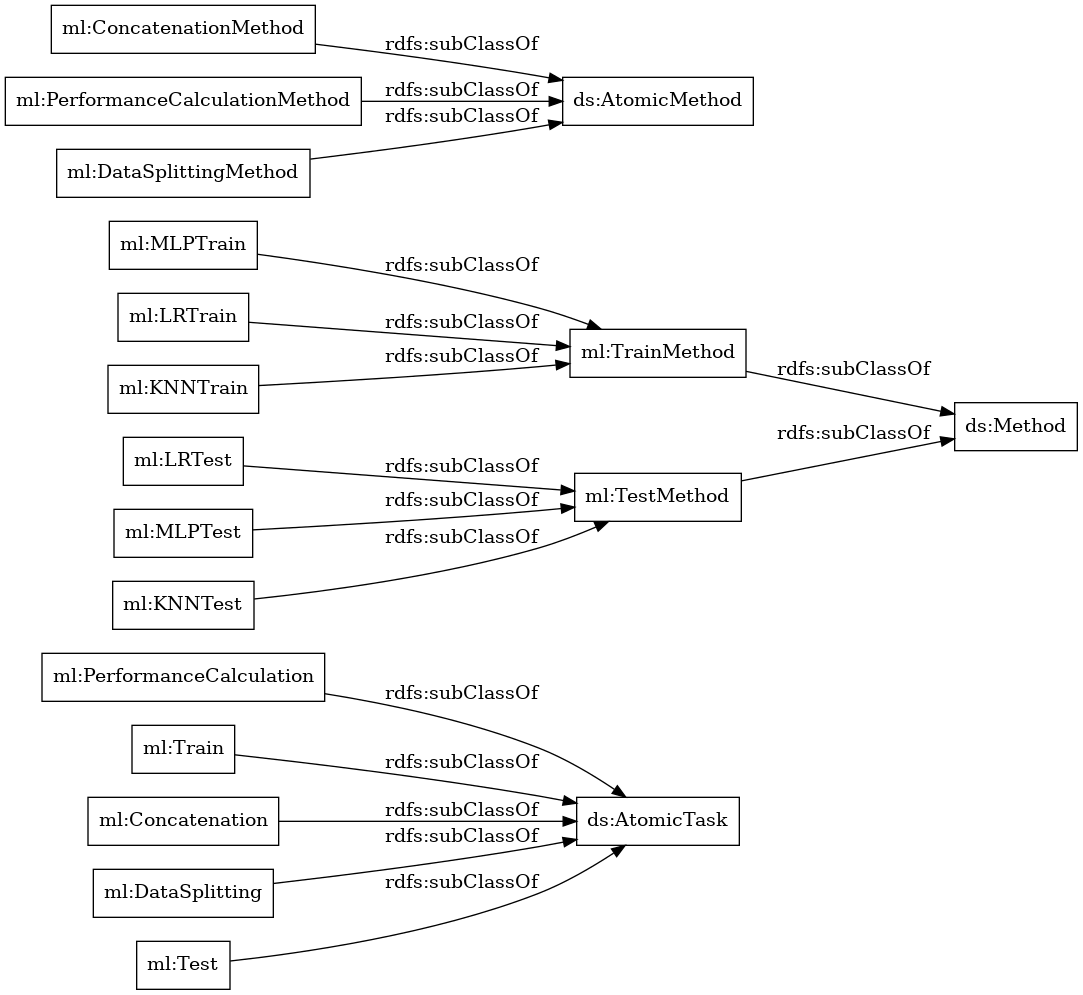 ml:ConcatenationMethod
rdfs:subClassOf
ml:PerformanceCalculationMethod
rdfs:subClassOf
ds:AtomicMethod
rdfs:subClassOf
ml:DataSplittingMethod
ml:MLPTrain
rdfs:subClassOf
ml:LRTrain
rdfs:subClassOf
ml:TrainMethod
rdfs:subClassOf
rdfs:subClassOf
ml:KNNTrain
ds:Method
rdfs:subClassOf
ml:LRTest
rdfs:subClassOf
ml:TestMethod
rdfs:subClassOf
ml:MLPTest
rdfs:subClassOf
ml:KNNTest
ml:PerformanceCalculation
rdfs:subClassOf
ml:Train
rdfs:subClassOf
rdfs:subClassOf
ml:Concatenation
ds:AtomicTask
rdfs:subClassOf
ml:DataSplitting
rdfs:subClassOf
ml:Test